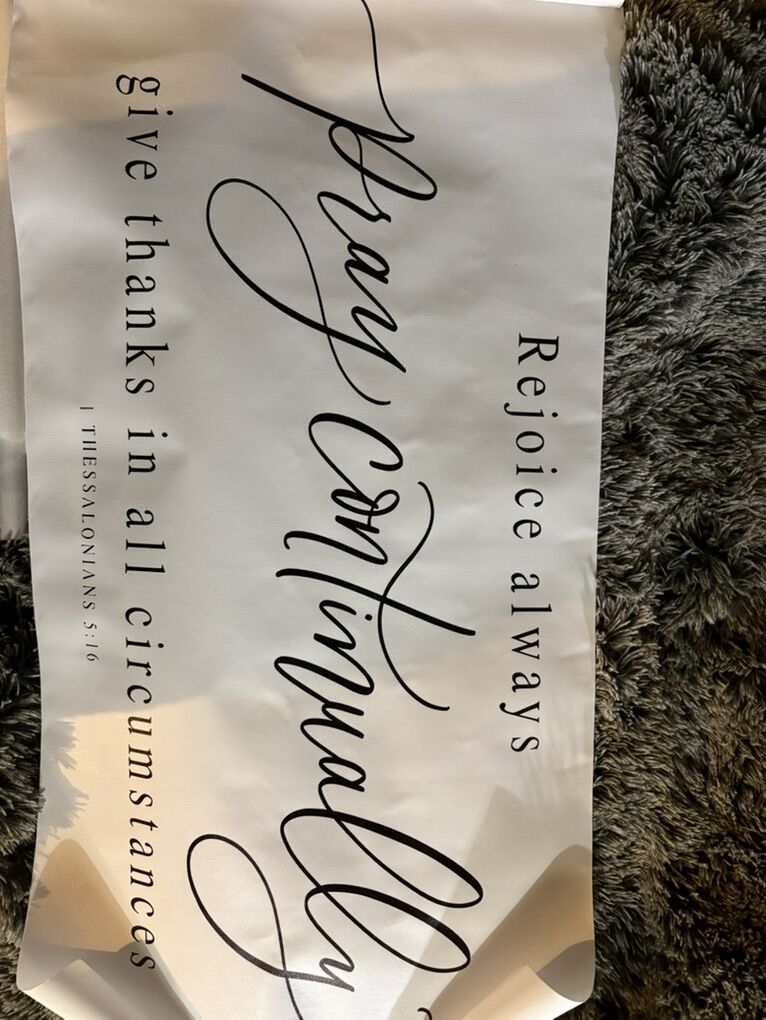 Rejoice always
pray continually
give thanks in all circumstances
1 THESSALONIANS 5:16